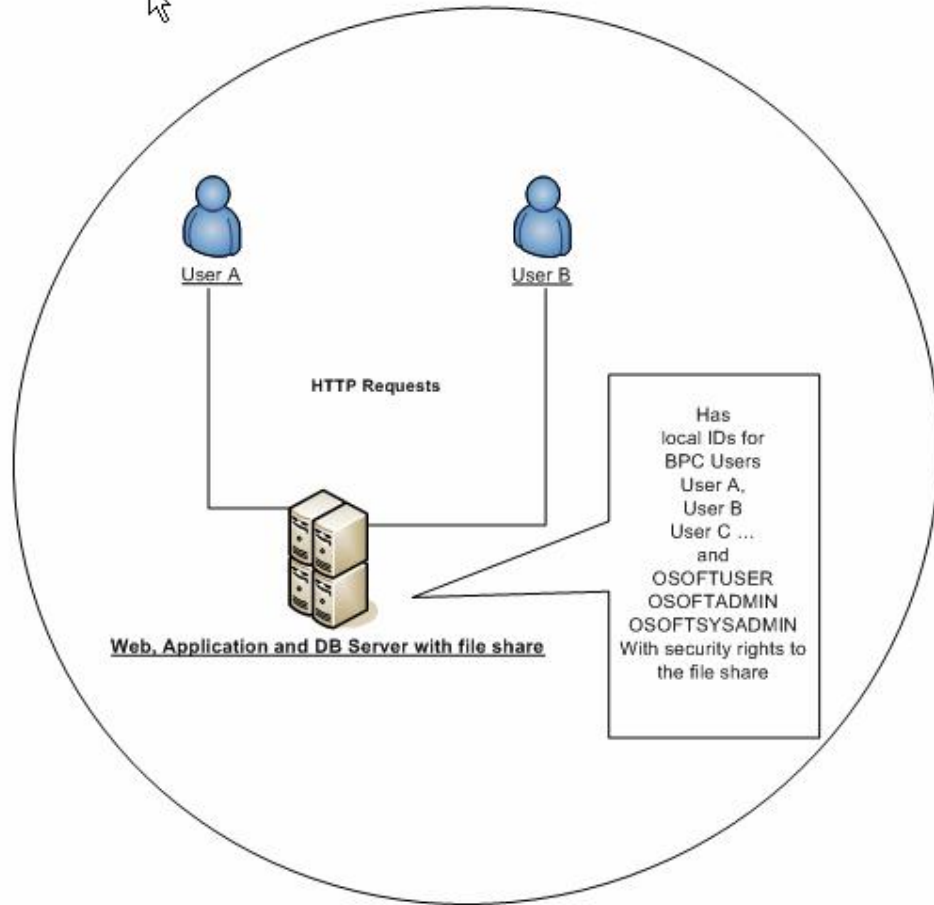 User A
User B
HTTP Requests
Has
local IDs for
BPC Users
User A,
User B
User C ...
and
OSOFTUSER
OSOFTADMIN
OSOFTSYSADMIN
With security rights to
the file share
Web, Application and DB Server with file share